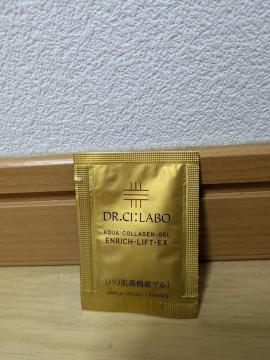 DR.CI:LABO
AQUA-COLLAGEN-GEL
ENRICH-LIFT-EX
[ハリ肌高機能ゲル]